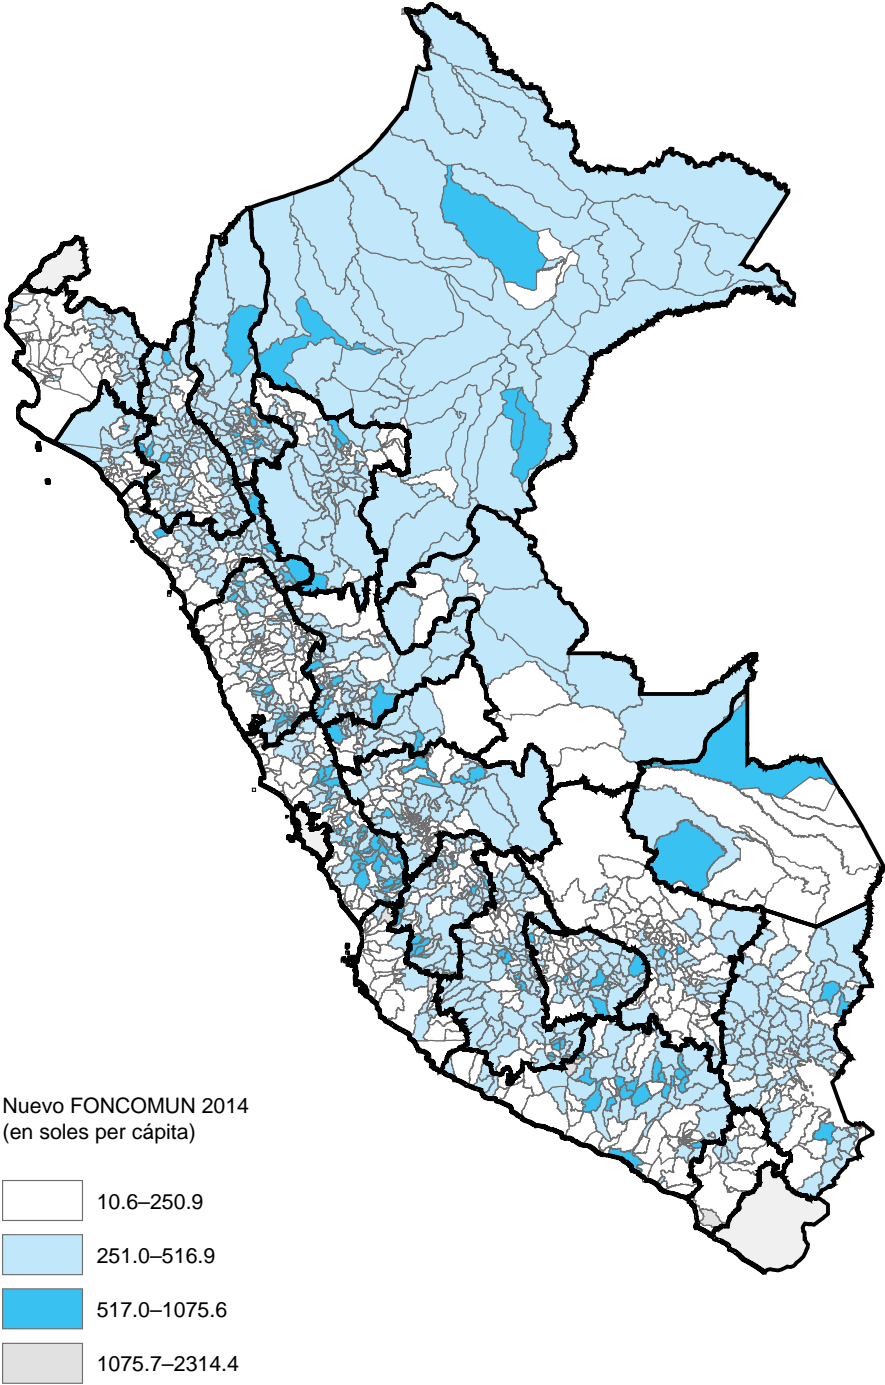 Nuevo FONCOMUN 2014
(en soles per cápita)
10.6–250.9
251.0–516.9
517.0–1075.6
1075.7–2314.4